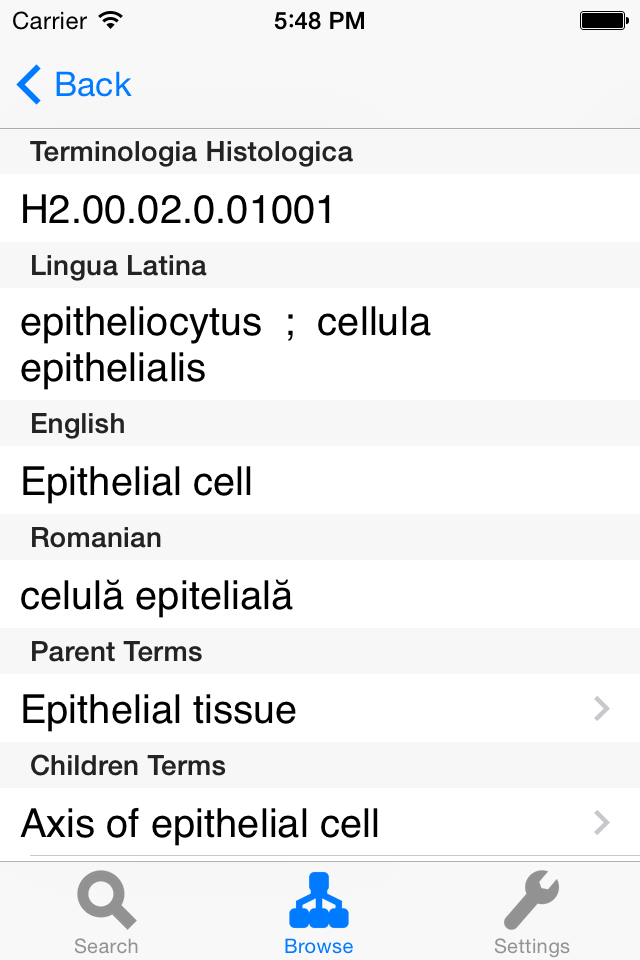 Carrier 5:48 PM
Back
Terminologia Histologica
H2.00.02.0.01001
Lingua Latina
epitheliocytus ; cellula
epithelialis
English
Epithelial cell
Romanian
celulă epitelială
Parent Terms
Epithelial tissue
Children Terms
Axis of epithelial cell
Search Browse Settings